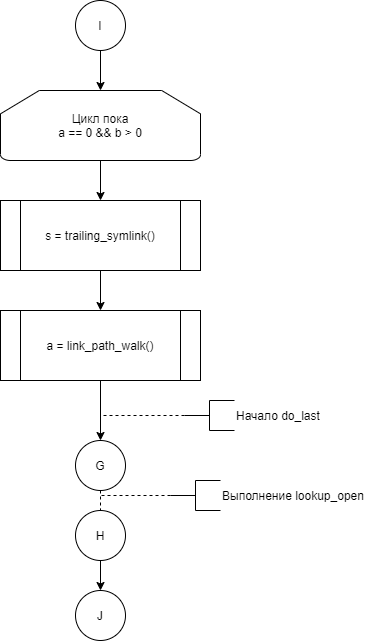 I
Цикл пока
a == 0 && b > 0
s = trailing_symlink()
a = link_path_walk()
Начало do_last
G
Выполнение lookup_open
H
J